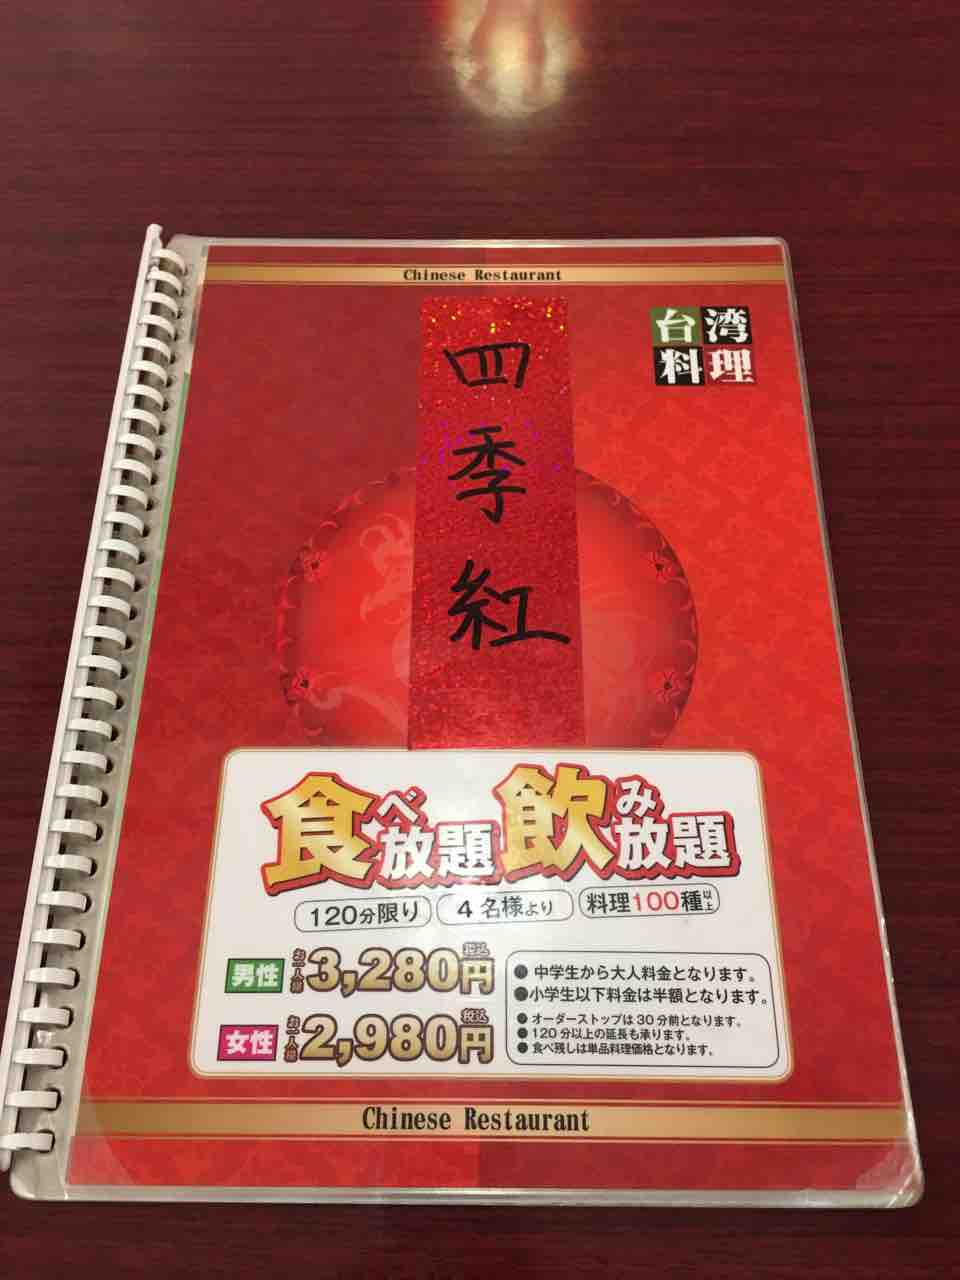 Chinese Restaurant
台湾
料理
四季紅
食べ放題 飲み放題
120分限り 4名様より 料理100種以上
男性 お一人様 3,280円 税込
女性 お一人様 2,980円 税込
● 中学生から大人料金となります。
●小学生以下料金は半額となります。
● オーダーストップは30分前となります。
● 120分以上の延長も承ります。
● 食べ残しは単品料理価格となります。
Chinese Restaurant